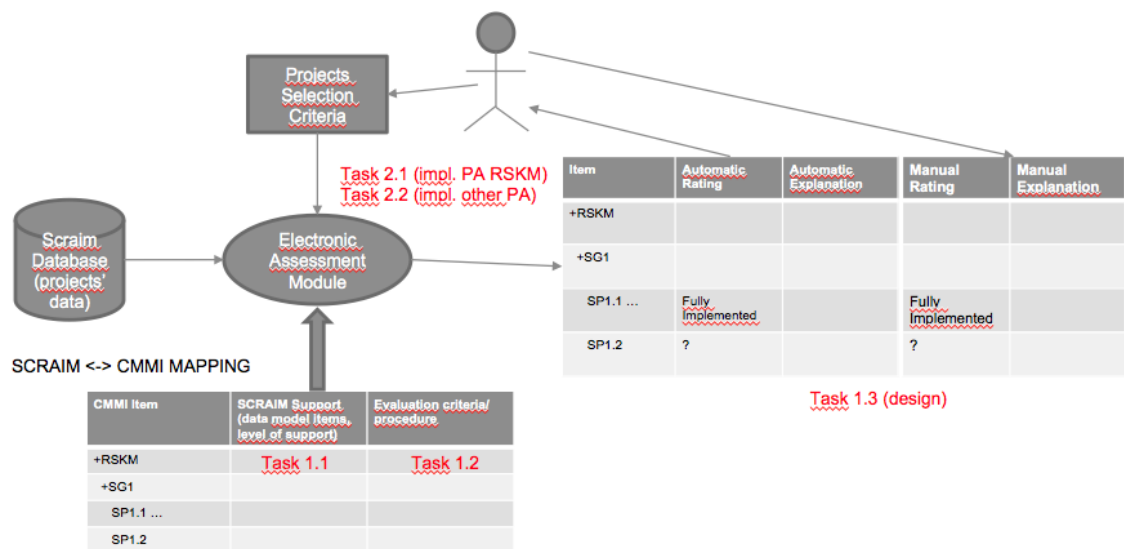 Projects
Selection
Criteria
Task 2.1 (impl. PA RSKM)
Task 2.2 (impl. other PA)
Scraim
Database
(projects'
data)
Electronic
Assessment
Module
Item
Automatic
Rating
Automatic
Explanation
Manual
Rating
Manual
Explanation
+RSKM
+SG1
SP1.1 ...
Fully
Implemented
Fully
Implemented
SP1.2
?
?
Task 1.3 (design)
SCRAIM <-> CMMI MAPPING
CMMI Item
SCRAIM Support
(data model items,
level of support)
Evaluation criteria/
procedure
+RSKM
Task 1.1
Task 1.2
+SG1
SP1.1 ...
SP1.2